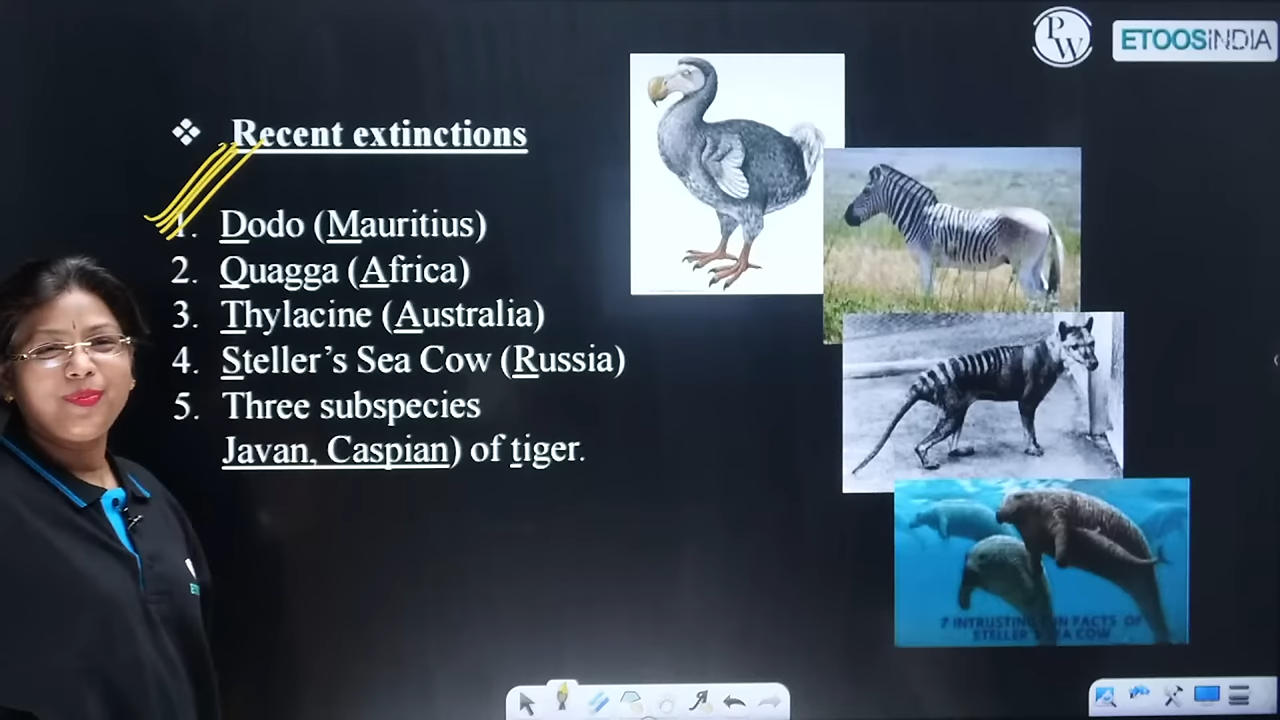 PW
ETOOSINDIA
❖ Recent extinctions
1. Dodo (Mauritius)
2. Quagga (Africa)
3. Thylacine (Australia)
4. Steller's Sea Cow (Russia)
5. Three subspecies
Javan, Caspian) of tiger.
7 INTRUSTING FUN FACTS OF
STELLER'S SEA COW